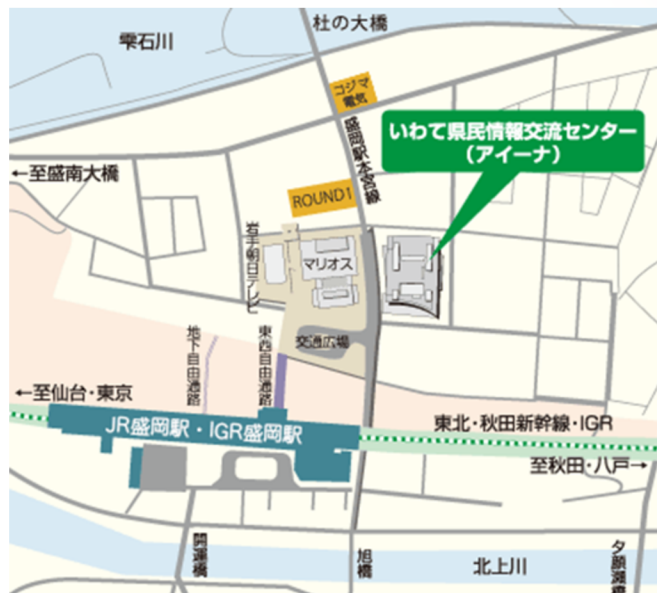 杜の大橋
雫石川
コジマ
電気
いわて県民情報交流センター
(アイーナ)
盛岡駅本宮線
←至盛南大橋
ROUND1
岩手朝日テレビ
マリオス
交通広場
地下自由通路
東西自由通路
←至仙台・東京
JR盛岡駅・IGR盛岡駅
東北・秋田新幹線・IGR
至秋田・八戸→
開運橋
旭橋
北上川
夕顔瀬橋